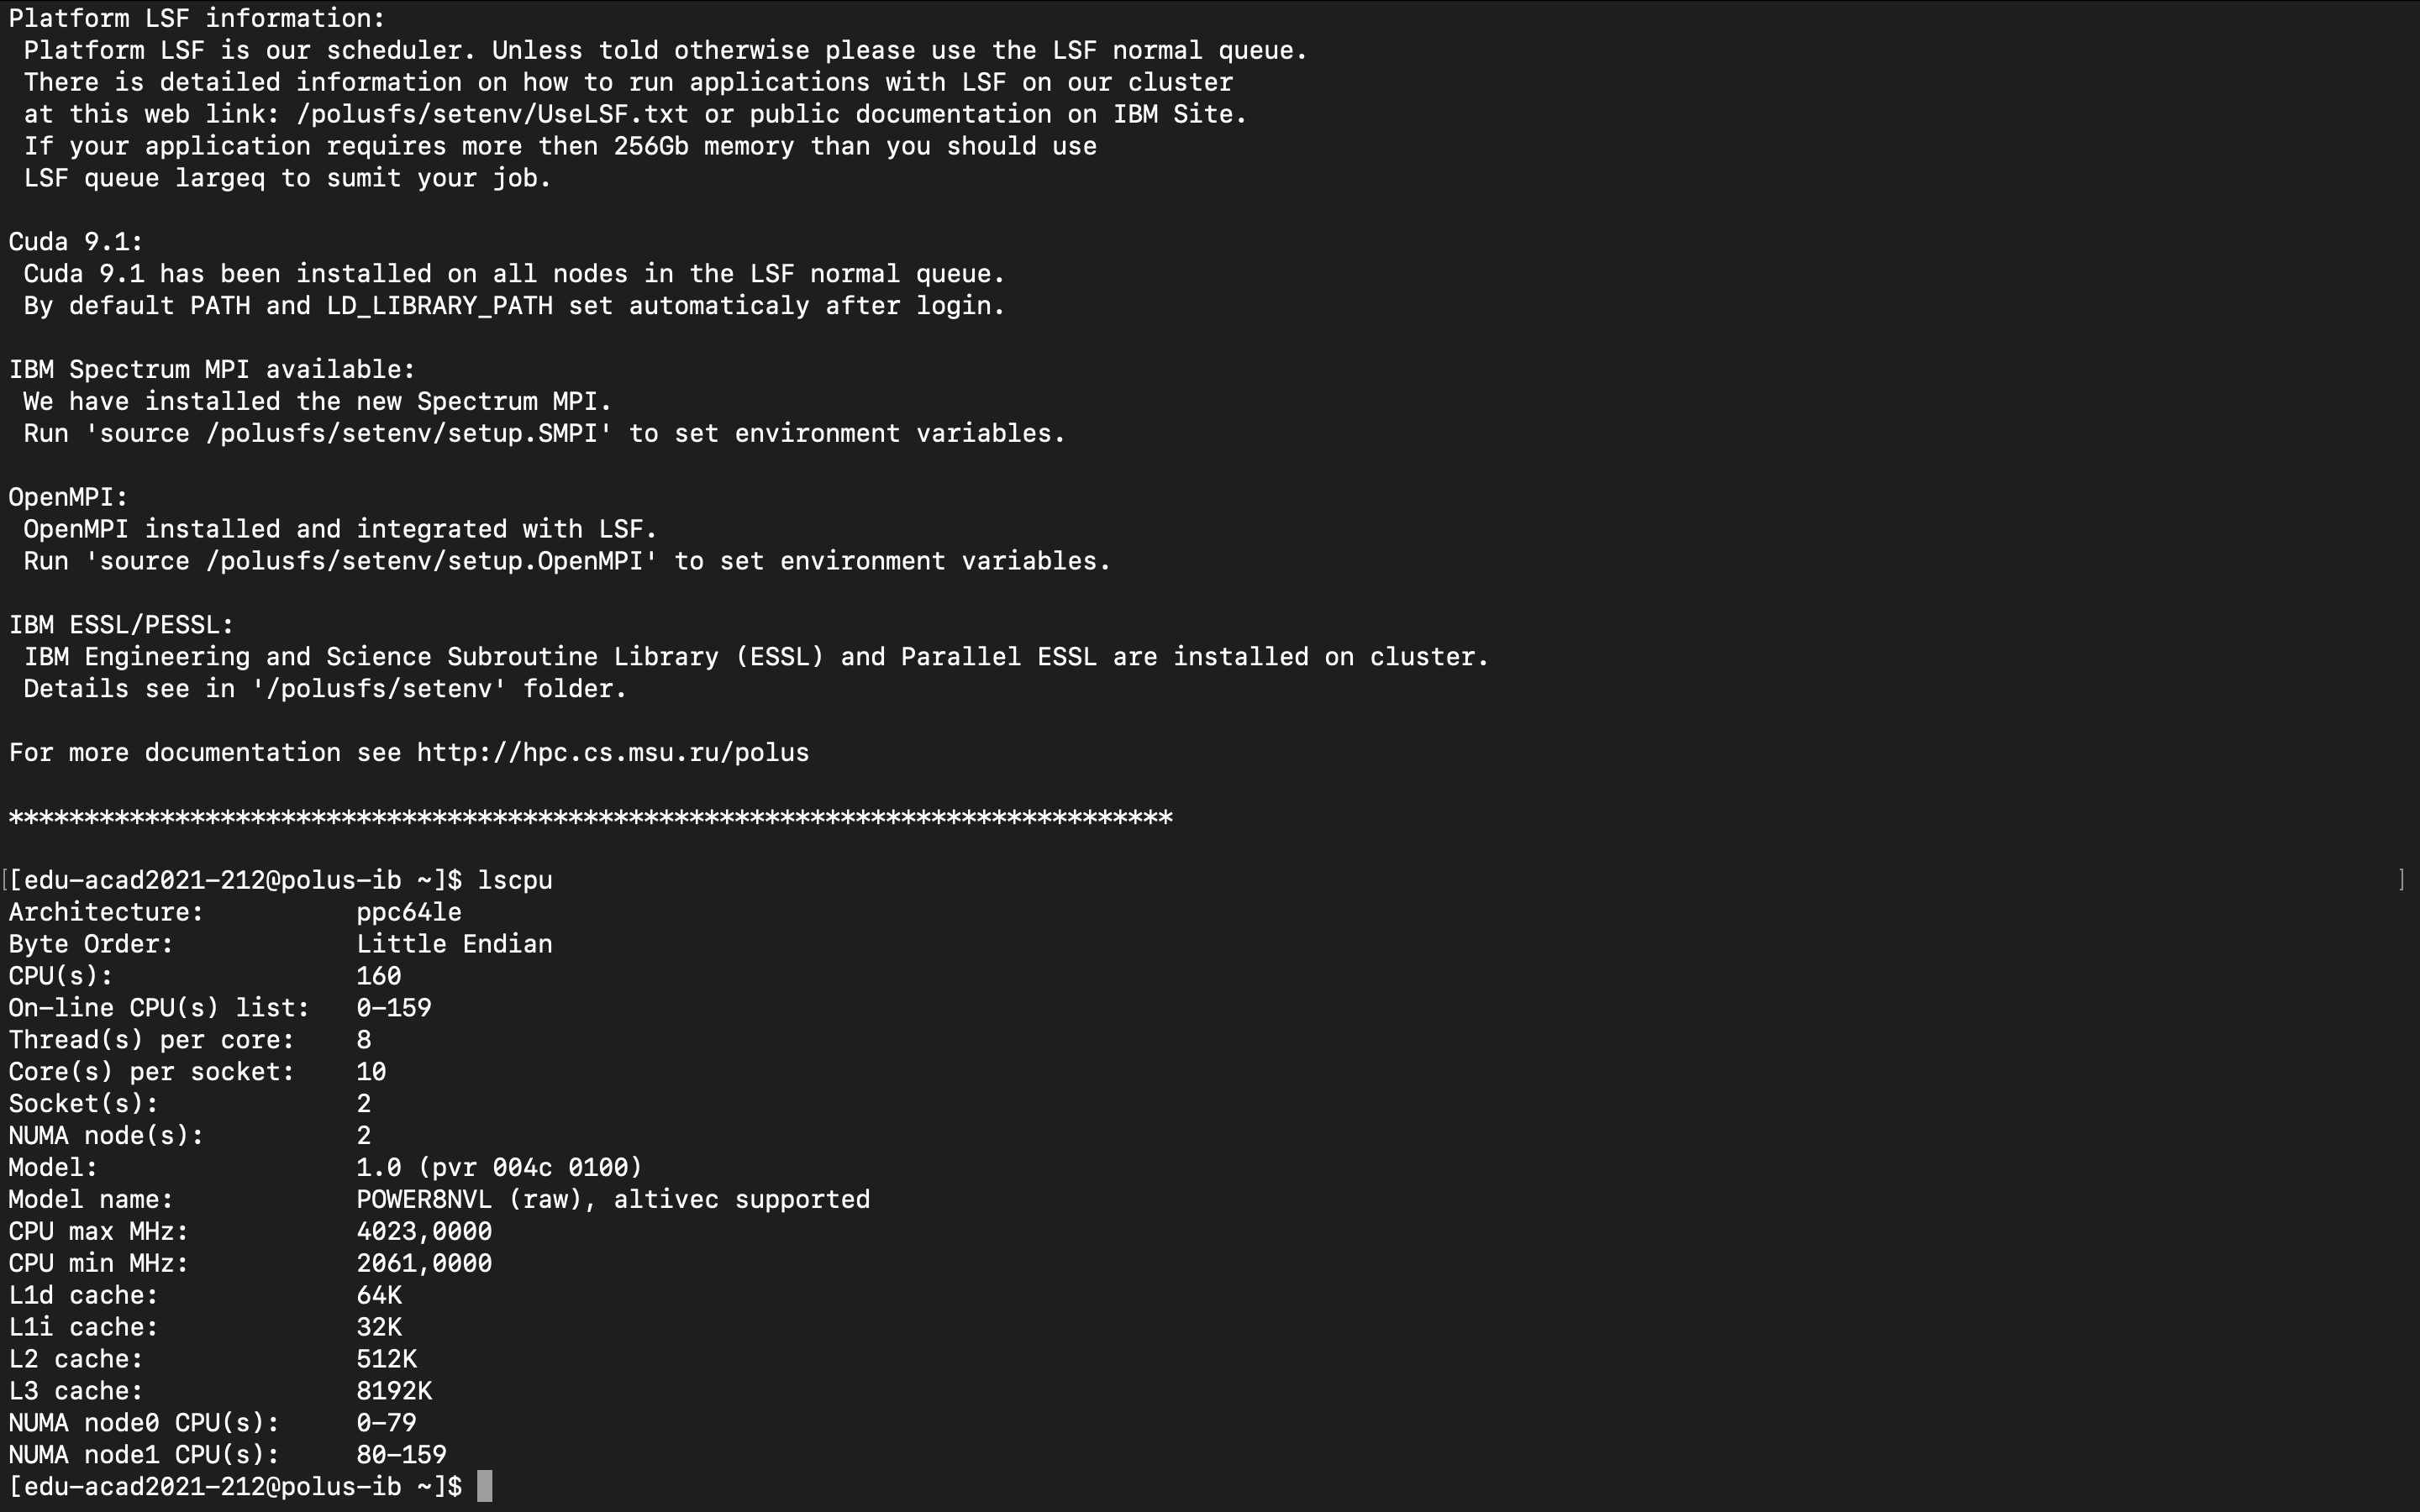 Platform LSF information:
 Platform LSF is our scheduler. Unless told otherwise please use the LSF normal queue.
 There is detailed information on how to run applications with LSF on our cluster
 at this web link: /polusfs/setenv/UseLSF.txt or public documentation on IBM Site.
 If your application requires more then 256Gb memory than you should use
 LSF queue largeq to sumit your job.

Cuda 9.1:
 Cuda 9.1 has been installed on all nodes in the LSF normal queue.
 By default PATH and LD_LIBRARY_PATH set automaticaly after login.

IBM Spectrum MPI available:
 We have installed the new Spectrum MPI.
 Run 'source /polusfs/setenv/setup.SMPI' to set environment variables.

OpenMPI:
 OpenMPI installed and integrated with LSF.
 Run 'source /polusfs/setenv/setup.OpenMPI' to set environment variables.

IBM ESSL/PESSL:
 IBM Engineering and Science Subroutine Library (ESSL) and Parallel ESSL are installed on cluster.
 Details see in '/polusfs/setenv' folder.

For more documentation see http://hpc.cs.msu.ru/polus

*****************************************************************************

[[edu-acad2021-212@polus-ib ~]$ lscpu ]
Architecture:          ppc64le
Byte Order:            Little Endian
CPU(s):                160
On-line CPU(s) list:   0-159
Thread(s) per core:    8
Core(s) per socket:    10
Socket(s):             2
NUMA node(s):          2
Model:                 1.0 (pvr 004c 0100)
Model name:            POWER8NVL (raw), altivec supported
CPU max MHz:           4023,0000
CPU min MHz:           2061,0000
L1d cache:             64K
L1i cache:             32K
L2 cache:              512K
L3 cache:              8192K
NUMA node0 CPU(s):     0-79
NUMA node1 CPU(s):     80-159
[edu-acad2021-212@polus-ib ~]$